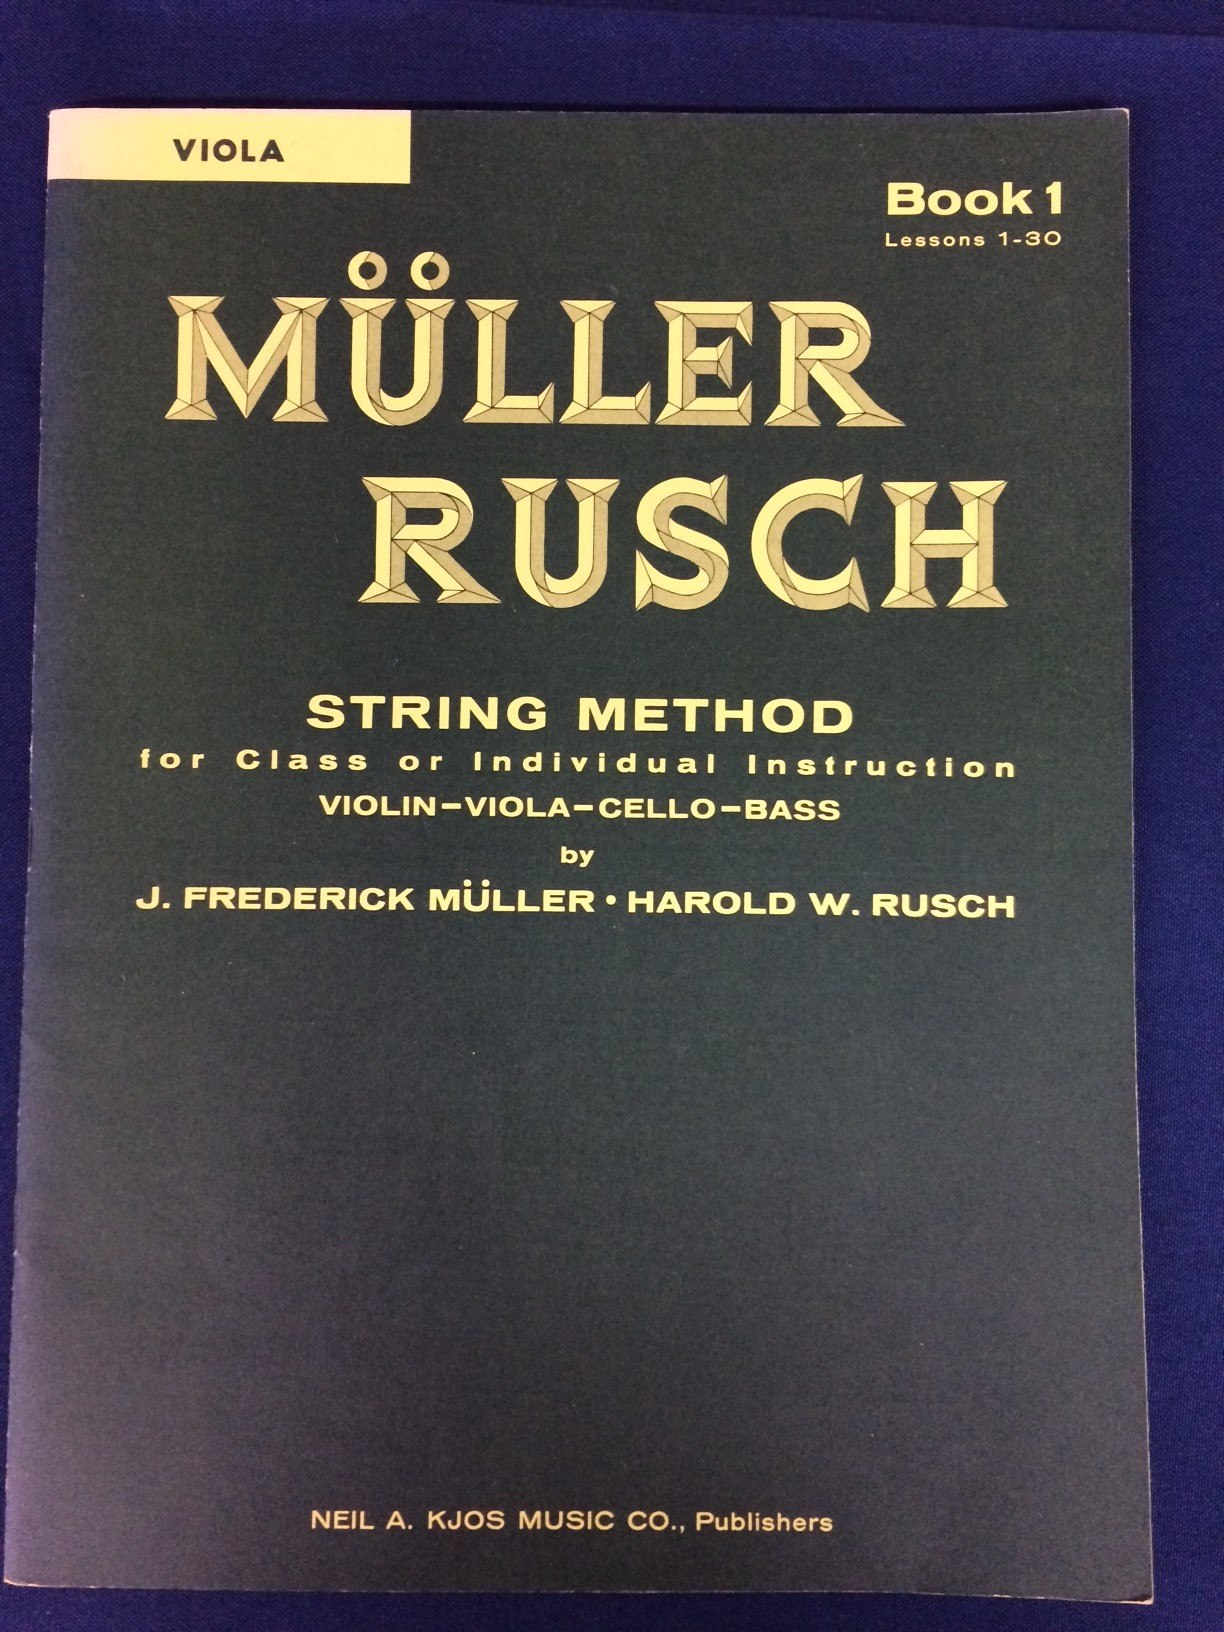 VIOLA
Book 1
Lessons 1-30
MÜLLER
RUSCH
STRING METHOD
for Class or Individual Instruction
VIOLIN–VIOLA–CELLO–BASS
by
J. FREDERICK MÜLLER • HAROLD W. RUSCH
NEIL A. KJOS MUSIC CO., Publishers